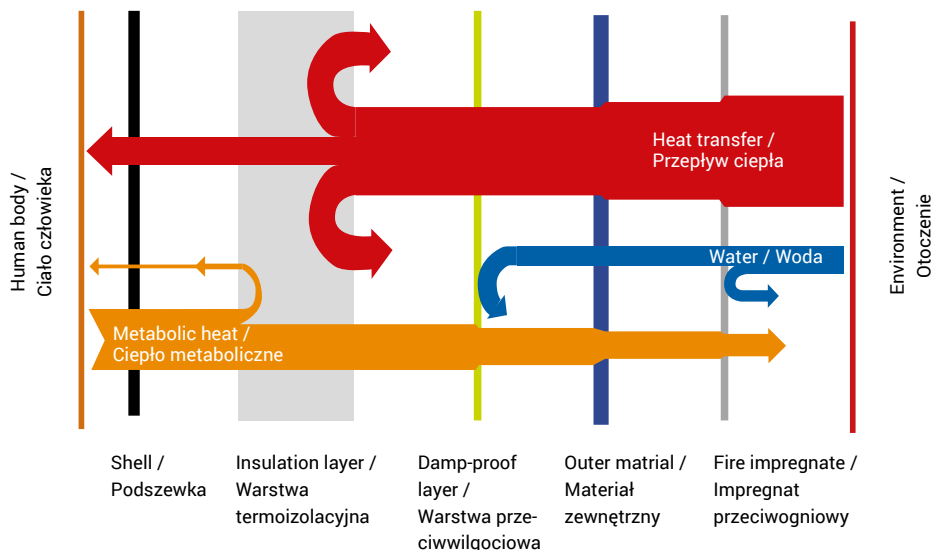 Heat transfer /
Przepływ ciepła
Human body /
Ciało człowieka
Environment /
Otoczenie
Water / Woda
Metabolic heat /
Ciepło metaboliczne
Shell /
Podszewka
Insulation layer /
Warstwa
termoizolacyjna
Damp-proof
layer /
Warstwa prze-
ciwwilgociowa
Outer matrial /
Materiał
zewnętrzny
Fire impregnate /
Impregnat
przeciwogniowy